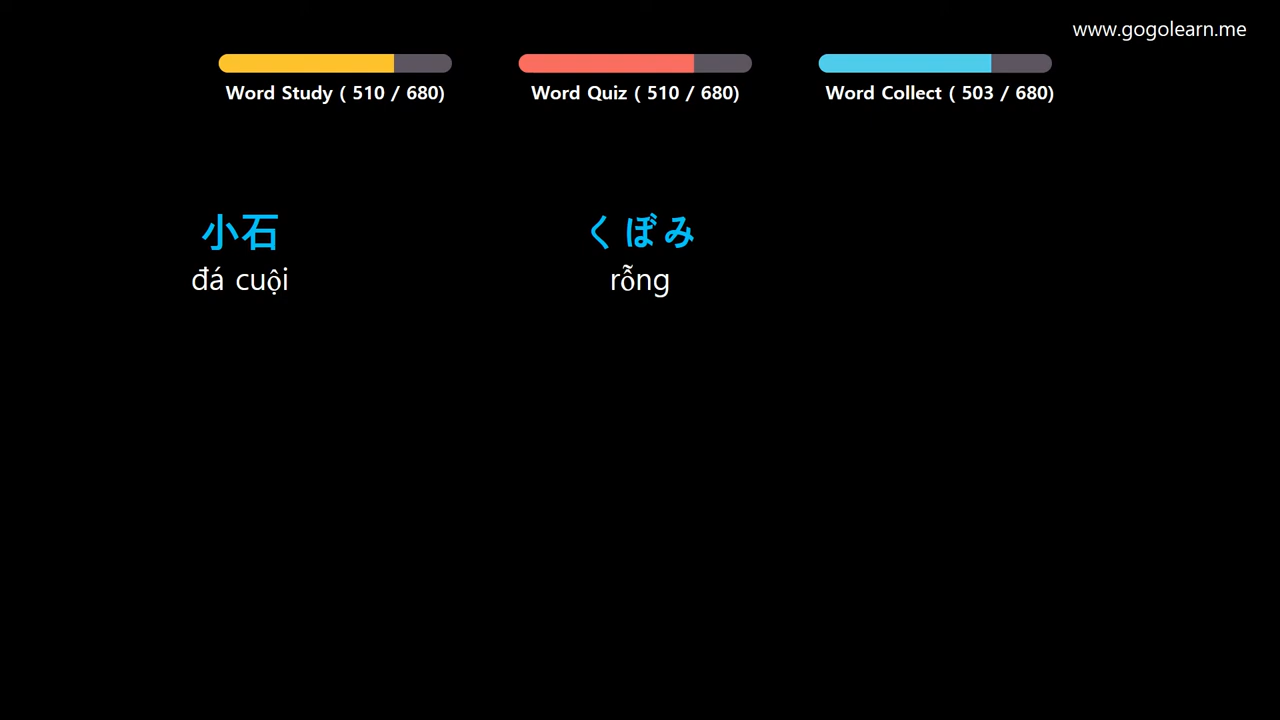 www.gogolearn.me
Word Study ( 510 / 680)
Word Quiz ( 510 / 680)
Word Collect ( 503 / 680)
小石
đá cuội
くぼみ
rỗng